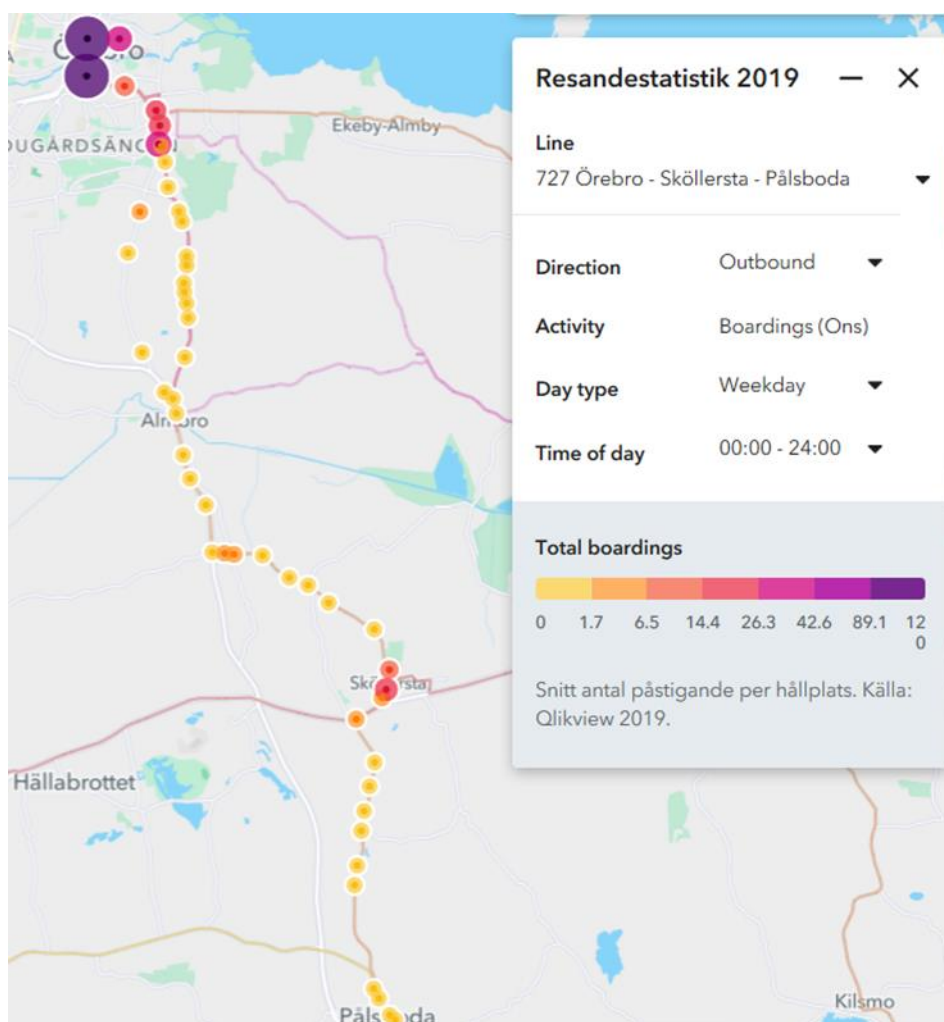 Resandestatistik 2019
Line
727 Örebro - Sköllersta - Pålsboda
Direction
Outbound
Activity
Boardings (Ons)
Day type
Weekday
Time of day
00:00 - 24:00
Total boardings
0 1.7 6.5 14.4 26.3 42.6 89.1 12
0
Snitt antal påstigande per hållplats. Källa:
Qlikview 2019.
Ekeby-Almby
Hällabrottet
Kilsmo